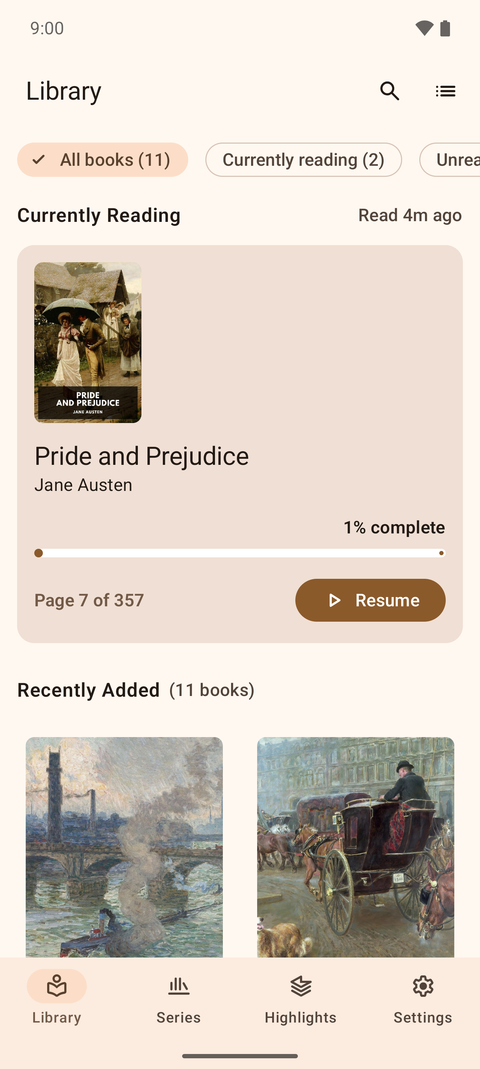 9:00
Library
All books (11)
Currently reading (2)
Currently Reading
Read 4m ago
PRIDE
AND PREJUDICE
JANE AUSTEN
Pride and Prejudice
Jane Austen
1% complete
Page 7 of 357
Resume
Recently Added (11 books)
Library
Series
Highlights
Settings